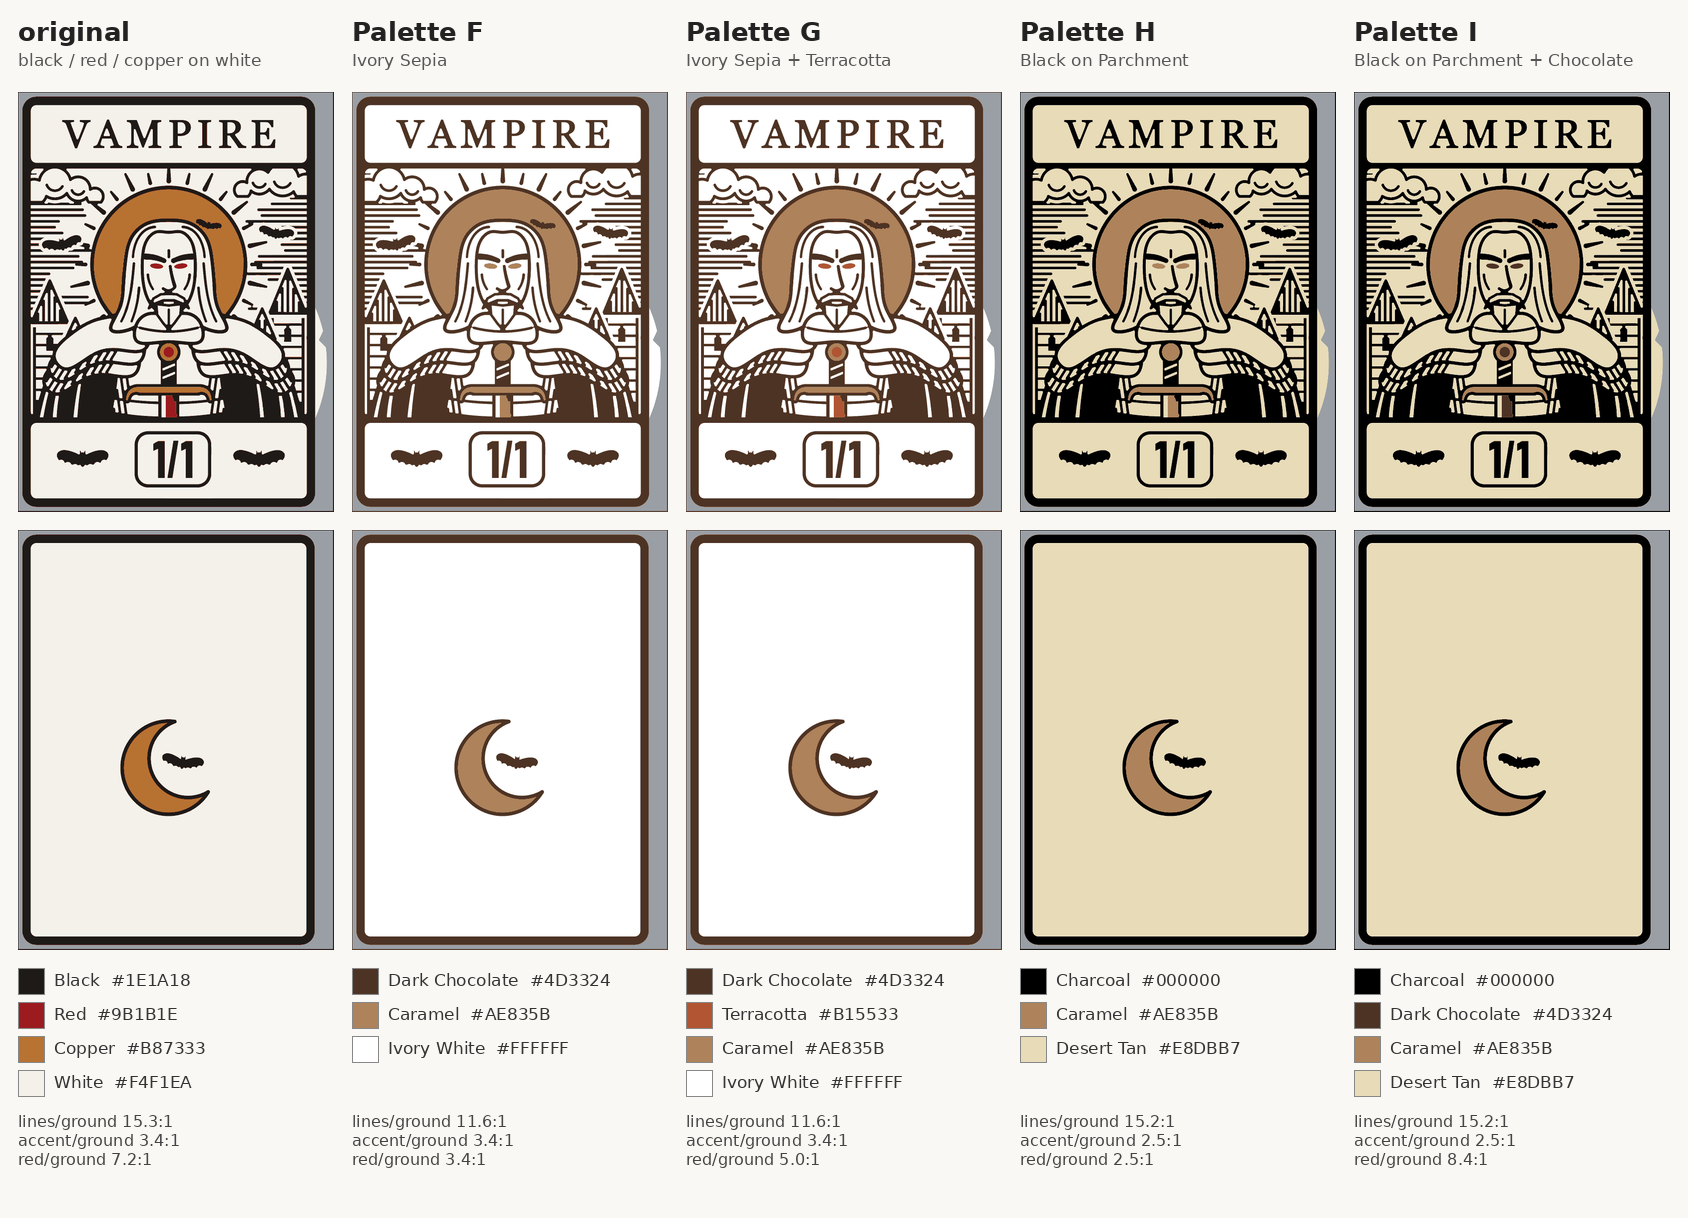 original
black / red / copper on white
VAMPIRE
1/1
Black #1E1A18
Red #9B1B1E
Copper #B87333
White #F4F1EA
lines/ground 15.3:1
accent/ground 3.4:1
red/ground 7.2:1
Palette F
Ivory Sepia
VAMPIRE
1/1
Dark Chocolate #4D3324
Caramel #AE835B
Ivory White #FFFFFF
lines/ground 11.6:1
accent/ground 3.4:1
red/ground 3.4:1
Palette G
Ivory Sepia + Terracotta
VAMPIRE
1/1
Dark Chocolate #4D3324
Terracotta #B15533
Caramel #AE835B
Ivory White #FFFFFF
lines/ground 11.6:1
accent/ground 3.4:1
red/ground 5.0:1
Palette H
Black on Parchment
VAMPIRE
1/1
Charcoal #000000
Caramel #AE835B
Desert Tan #E8DBB7
lines/ground 15.2:1
accent/ground 2.5:1
red/ground 2.5:1
Palette I
Black on Parchment + Chocolate
VAMPIRE
1/1
Charcoal #000000
Dark Chocolate #4D3324
Caramel #AE835B
Desert Tan #E8DBB7
lines/ground 15.2:1
accent/ground 2.5:1
red/ground 8.4:1